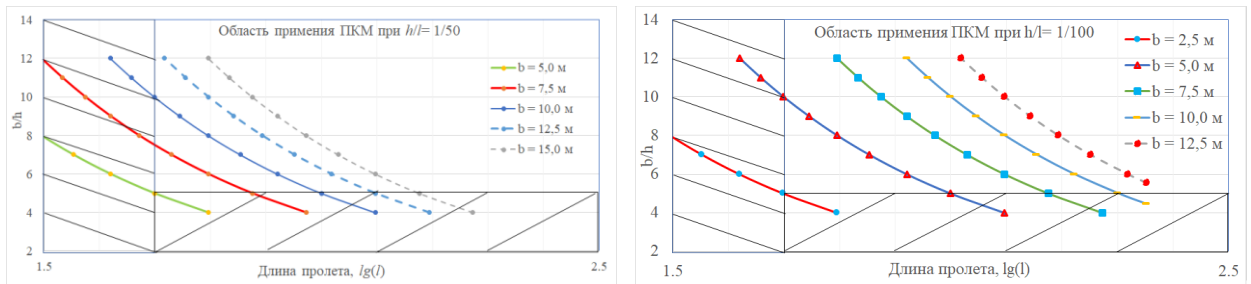 Область примения ПКМ при h/l= 1/50
14
12
10
8
6
4
2
b/h
b = 5,0 м
b = 7,5 м
b = 10,0 м
b = 12,5 м
b = 15,0 м
1.5
2.5
Длина пролета, lg(l)
Область примения ПКМ при h/l= 1/100
14
12
10
8
6
4
2
b/h
b = 2,5 м
b = 5,0 м
b = 7,5 м
b = 10,0 м
b = 12,5 м
1.5
2.5
Длина пролета, lg(l)